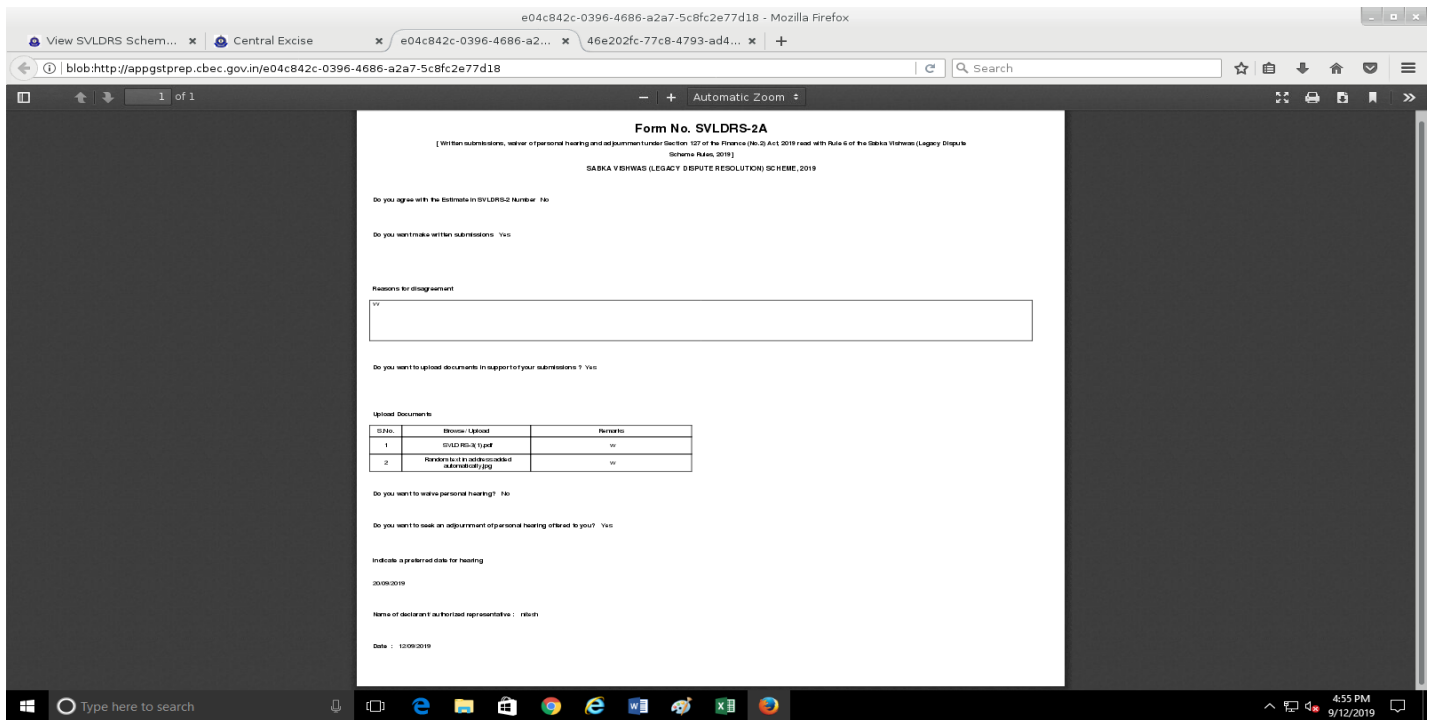 e04c842c-0396-4686-a2a7-5c8fc2e77d18 - Mozilla Firefox
View SVLDRS Schem... × Central Excise × e04c842c-0396-4686-a2... × 46e202fc-77c8-4793-ad4... × +
blob:http://appgstprep.cbec.gov.in/e04c842c-0396-4686-a2a7-5c8fc2e77d18 Search
1 of 1 − + Automatic Zoom
Form No. SVLDRS-2A
[ Written submissions, waiver of personal hearing and adjournment under Section 127 of the Finance (No.2) Act, 2019 read with Rule 6 of the Sabka Vishwas (Legacy Dispute
Scheme Rules, 2019 ]
SABKA VISHWAS (LEGACY DISPUTE RESOLUTION) SCHEME, 2019
Do you agree with the Estimate in SVLDRS-2 Number No
Do you want make written submissions Yes
Reasons for disagreement
vv
Do you want to upload documents in support of your submissions ? Yes
Upload Documents
S.No. Browse/ Upload Remarks
1 SVLDRS-3(1).pdf vv
2 Random text in address added
automatically.jpg vv
Do you want to waive personal hearing? No
Do you want to seek an adjournment of personal hearing offered to you? Yes
Indicate a preferred date for hearing
20/09/2019
Name of declarant/ authorized representative : nitesh
Date : 12/09/2019
Type here to search
4:55 PM
9/12/2019